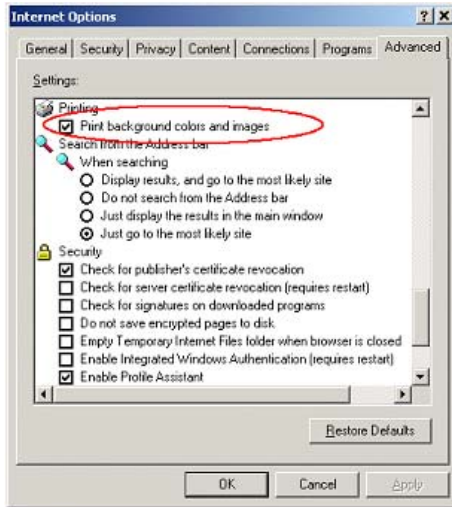 Internet Options
General Security Privacy Content Connections Programs Advanced
Settings:
Printing
Print background colors and images
Search from the Address bar
When searching
Display results, and go to the most likely site
Do not search from the Address bar
Just display the results in the main window
Just go to the most likely site
Security
Check for publisher's certificate revocation
Check for server certificate revocation (requires restart)
Check for signatures on downloaded programs
Do not save encrypted pages to disk
Empty Temporary Internet Files folder when browser is closed
Enable Integrated Windows Authentication (requires restart)
Enable Profile Assistant
Restore Defaults
OK Cancel Apply